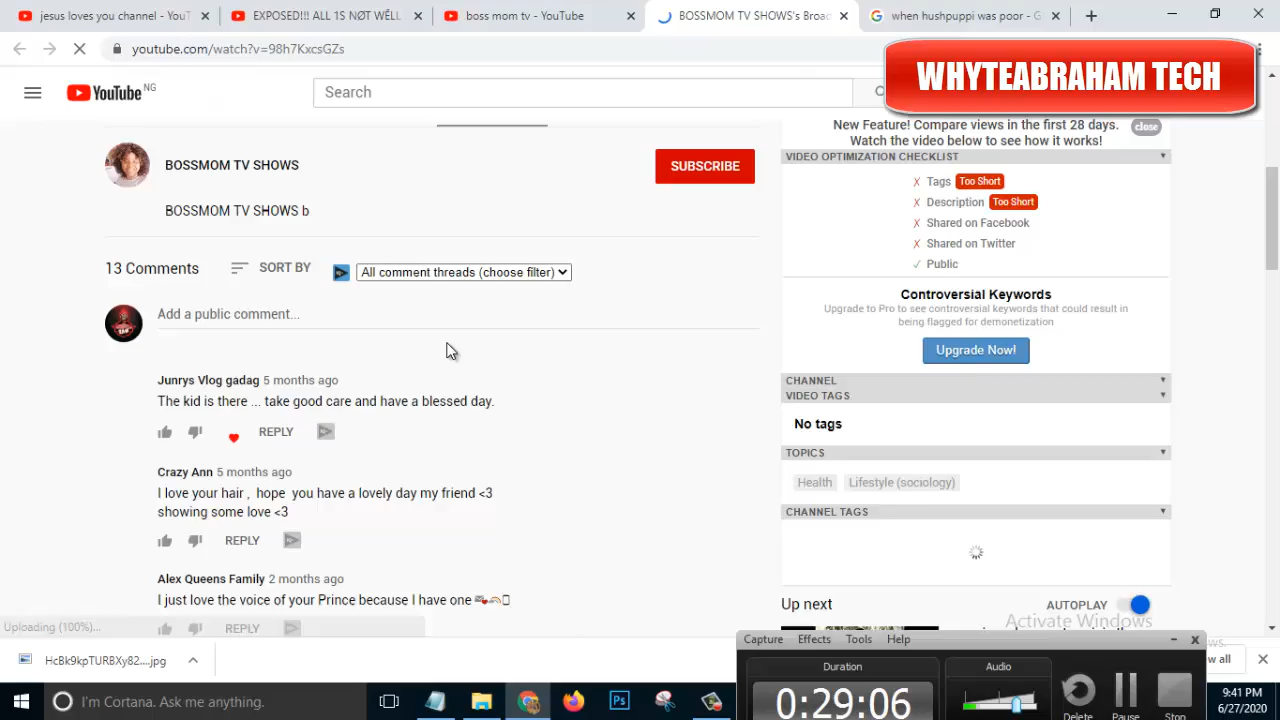 jesus loves you channel - YouT
EXPOSED!!! ALL 1S NØT WËLL
boss mom tv - YouTube
BOSSMOM TV SHOWS's Broad
when hushpuppi was poor - G
youtube.com/watch?v=98h7KxcsGZs
WHYTEABRAHAM TECH
YouTube NG
Search
New Feature! Compare views in the first 28 days.
close
Watch the video below to see how it works!
VIDEO OPTIMIZATION CHECKLIST
BOSSMOM TV SHOWS
SUBSCRIBE
BOSSMOM TV SHOWS b
Tags Too Short
Description Too Short
Shared on Facebook
Shared on Twitter
Public
13 Comments
SORT BY
All comment threads (choose filter)
Add a public comment...
Controversial Keywords
Upgrade to Pro to see controversial keywords that could result in
being flagged for demonetization
Upgrade Now!
Junrys Vlog gadag 5 months ago
The kid is there ... take good care and have a blessed day.
REPLY
CHANNEL
VIDEO TAGS
No tags
TOPICS
Health Lifestyle (sociology)
CHANNEL TAGS
Crazy Ann 5 months ago
I love your hair , hope you have a lovely day my friend <3
showing some love <3
REPLY
Alex Queens Family 2 months ago
I just love the voice of your Prince because I have one
REPLY
Up next
AUTOPLAY
Activate Windows
Uploading (100%)...
Capture Effects Tools Help
Duration
Audio
0:29:06
Delete
Pause
Stop
HcBk9kpTURBXy82....jpg
I'm Cortana. Ask me anything.
9:41 PM
6/27/2020